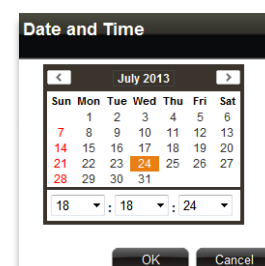 Date and Time
< July 2013 >
Sun Mon Tue Wed Thu Fri Sat
1 2 3 4 5 6
7 8 9 10 11 12 13
14 15 16 17 18 19 20
21 22 23 24 25 26 27
28 29 30 31
18 : 18 : 24
OK Cancel